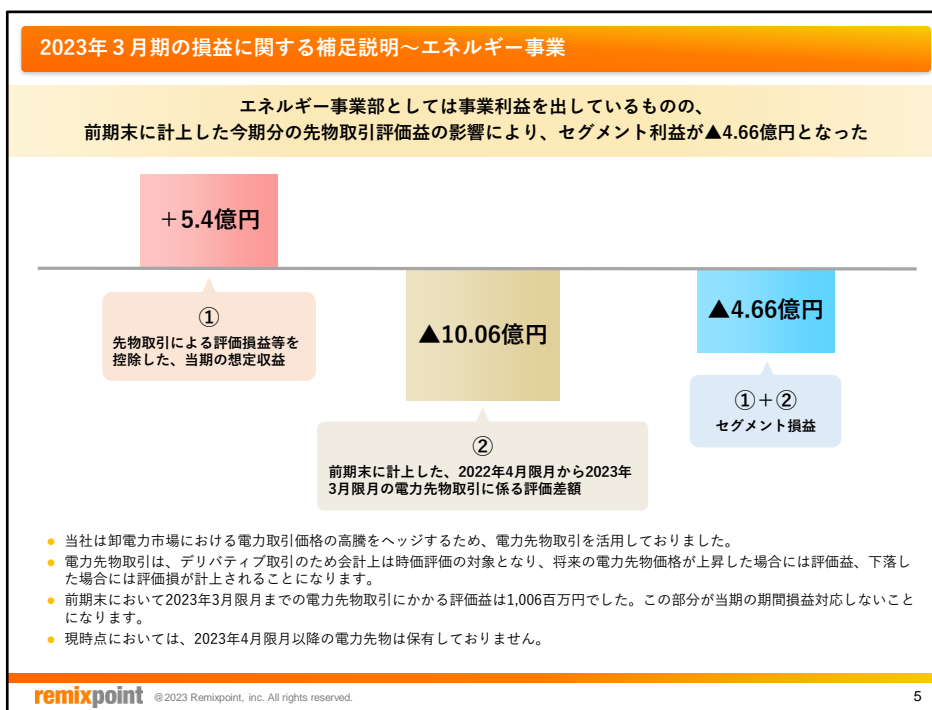 2023年３月期の損益に関する補足説明～エネルギー事業
エネルギー事業部としては事業利益を出しているものの、
前期末に計上した今期分の先物取引評価益の影響により、セグメント利益が▲4.66億円となった
＋5.4億円
①
先物取引による評価損益等を
控除した、当期の想定収益
▲10.06億円
②
前期末に計上した、2022年4月限月から2023年
3月限月の電力先物取引に係る評価差額
▲4.66億円
①＋②
セグメント損益
● 当社は卸電力市場における電力取引価格の高騰をヘッジするため、電力先物取引を活用しておりました。
● 電力先物取引は、デリバティブ取引のため会計上は時価評価の対象となり、将来の電力先物価格が上昇した場合には評価益、下落し
た場合には評価損が計上されることになります。
● 前期末において2023年3月限月までの電力先物取引にかかる評価益は1,006百万円でした。この部分が当期の期間損益対応しないこと
になります。
● 現時点においては、2023年4月限月以降の電力先物は保有しておりません。
remixpoint @2023 Remixpoint, inc. All rights reserved.
5